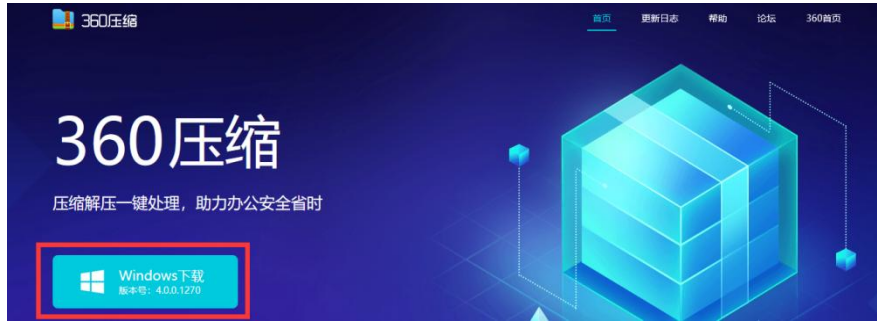 360压缩
首页 更新日志 帮助 论坛 360首页
360压缩
压缩解压一键处理，助力办公安全省时
Windows下载
版本号：4.0.0.1270